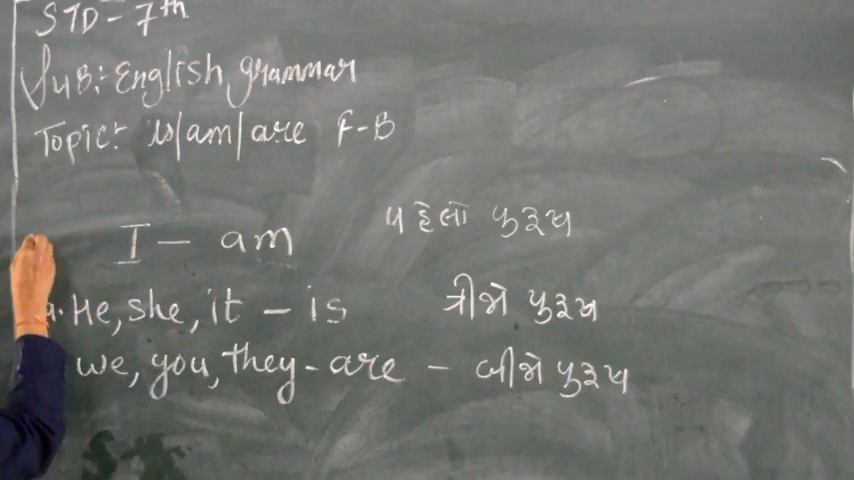 STD - 7th
Sub:- English grammar
Topic:- is/am/are F-B
I — am પહેલો પુરૂષ
a. He, she, it - is ત્રીજો પુરૂષ
we, you, they - are - બીજો પુરૂષ